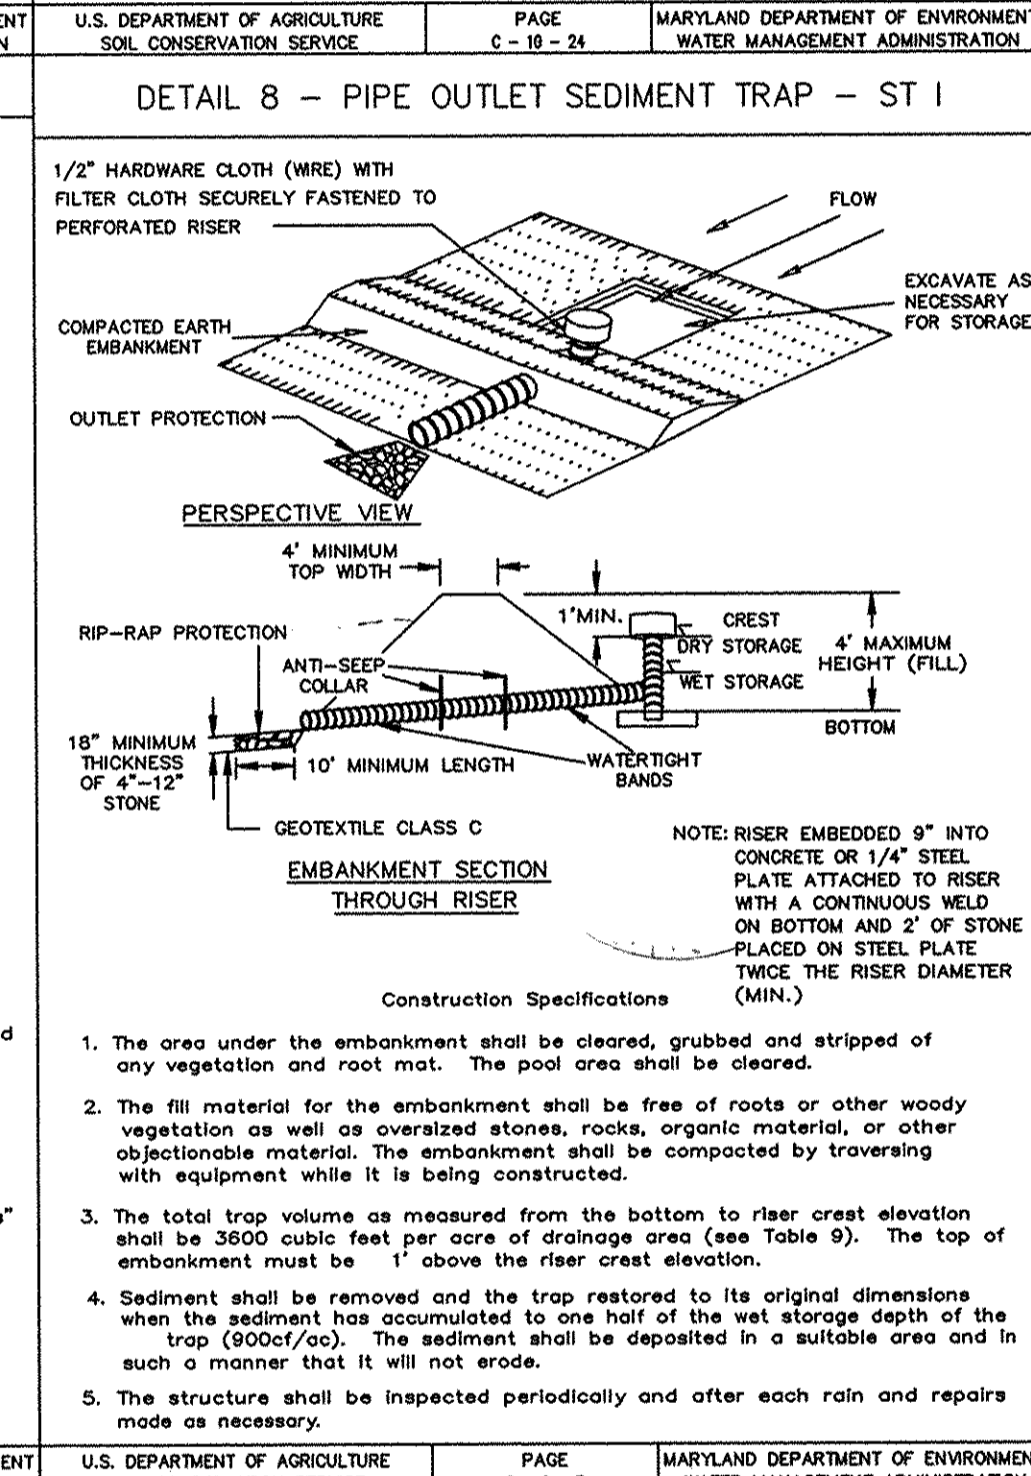 ENT
N
U.S. DEPARTMENT OF AGRICULTURE
SOIL CONSERVATION SERVICE
PAGE
C - 10 - 24
MARYLAND DEPARTMENT OF ENVIRONMENT
WATER MANAGEMENT ADMINISTRATION
DETAIL 8 - PIPE OUTLET SEDIMENT TRAP - ST I
1/2" HARDWARE CLOTH (WIRE) WITH
FILTER CLOTH SECURELY FASTENED TO
PERFORATED RISER
FLOW
EXCAVATE AS
NECESSARY
FOR STORAGE
COMPACTED EARTH
EMBANKMENT
OUTLET PROTECTION
PERSPECTIVE VIEW
4' MINIMUM
TOP WIDTH
1'MIN.
CREST
DRY STORAGE
4' MAXIMUM
HEIGHT (FILL)
RIP-RAP PROTECTION
ANTI-SEEP
COLLAR
WET STORAGE
BOTTOM
18" MINIMUM
THICKNESS
OF 4"-12"
STONE
10' MINIMUM LENGTH
WATERTIGHT
BANDS
GEOTEXTILE CLASS C
EMBANKMENT SECTION
THROUGH RISER
NOTE: RISER EMBEDDED 9" INTO
CONCRETE OR 1/4" STEEL
PLATE ATTACHED TO RISER
WITH A CONTINUOUS WELD
ON BOTTOM AND 2' OF STONE
PLACED ON STEEL PLATE
TWICE THE RISER DIAMETER
(MIN.)
Construction Specifications
d
1. The area under the embankment shall be cleared, grubbed and stripped of
any vegetation and root mat. The pool area shall be cleared.
2. The fill material for the embankment shall be free of roots or other woody
vegetation as well as oversized stones, rocks, organic material, or other
objectionable material. The embankment shall be compacted by traversing
with equipment while it is being constructed.
s"
3. The total trap volume as measured from the bottom to riser crest elevation
shall be 3600 cubic feet per acre of drainage area (see Table 9). The top of
embankment must be 1' above the riser crest elevation.
4. Sediment shall be removed and the trap restored to its original dimensions
when the sediment has accumulated to one half of the wet storage depth of the
trap (900cf/ac). The sediment shall be deposited in a suitable area and in
such a manner that it will not erode.
5. The structure shall be inspected periodically and after each rain and repairs
made as necessary.
ENT
U.S. DEPARTMENT OF AGRICULTURE
PAGE
MARYLAND DEPARTMENT OF ENVIRONMENT